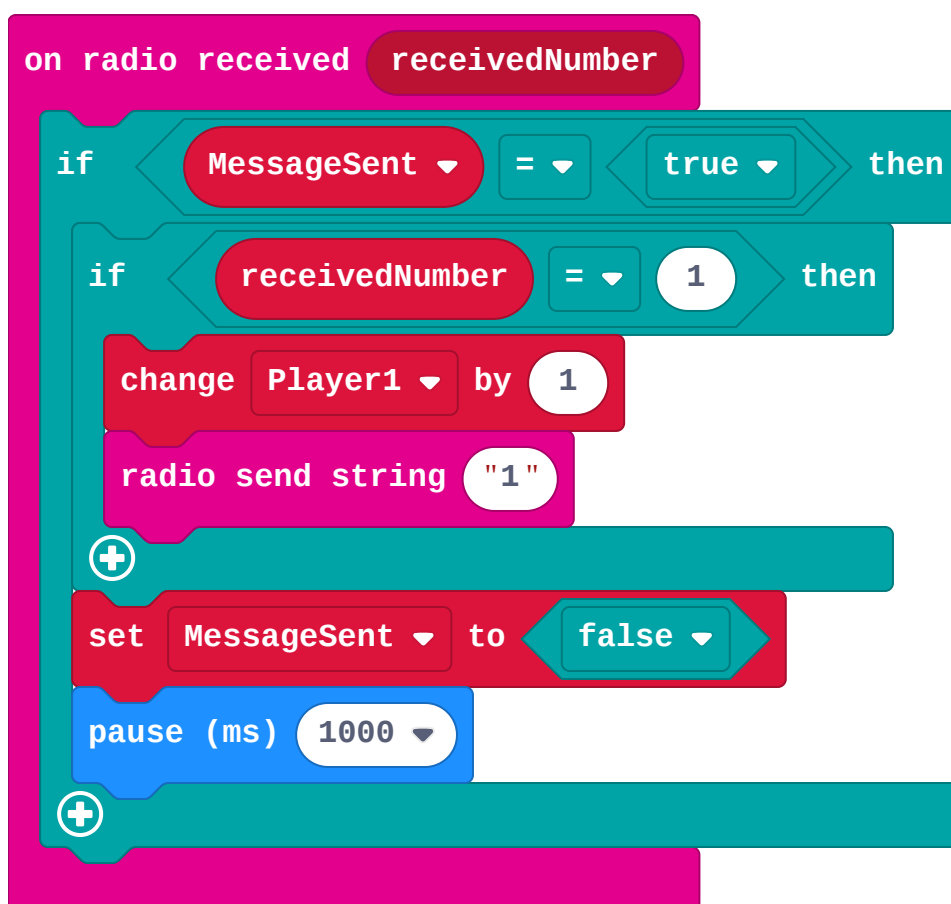 on radio received receivedNumber
if MessageSent = true then
if receivedNumber = 1 then
change Player1 by 1
radio send string "1"
set MessageSent to false
pause (ms) 1000